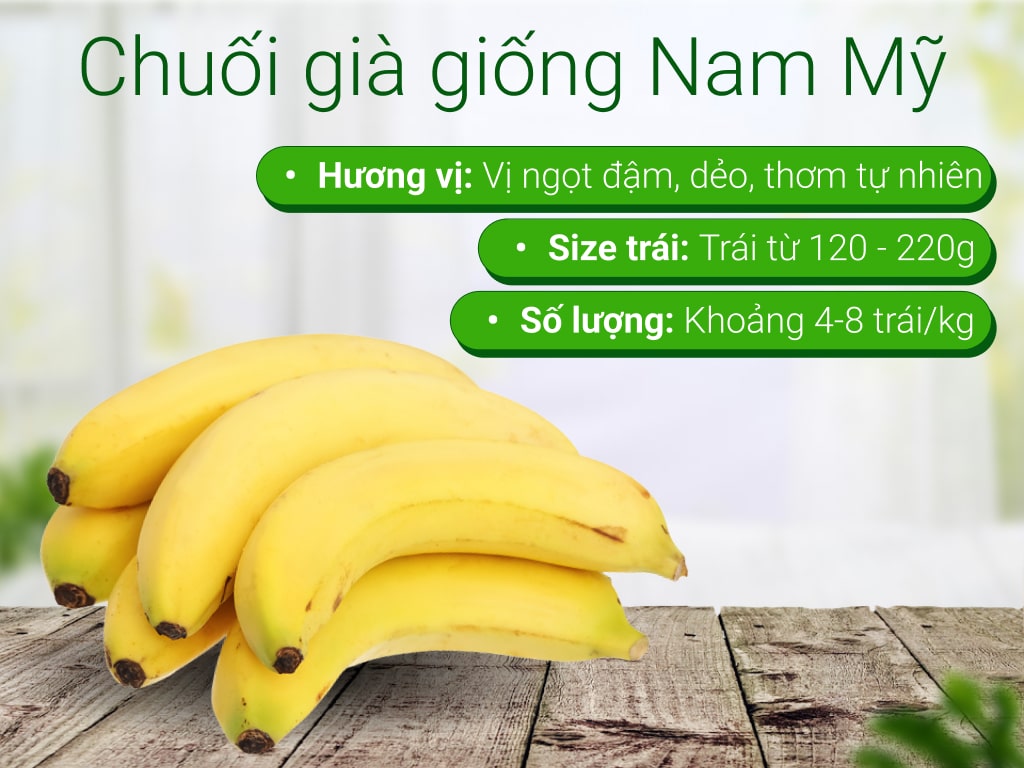 Chuối già giống Nam Mỹ
• Hương vị: Vị ngọt đậm, dẻo, thơm tự nhiên
• Size trái: Trái từ 120 - 220g
• Số lượng: Khoảng 4-8 trái/kg